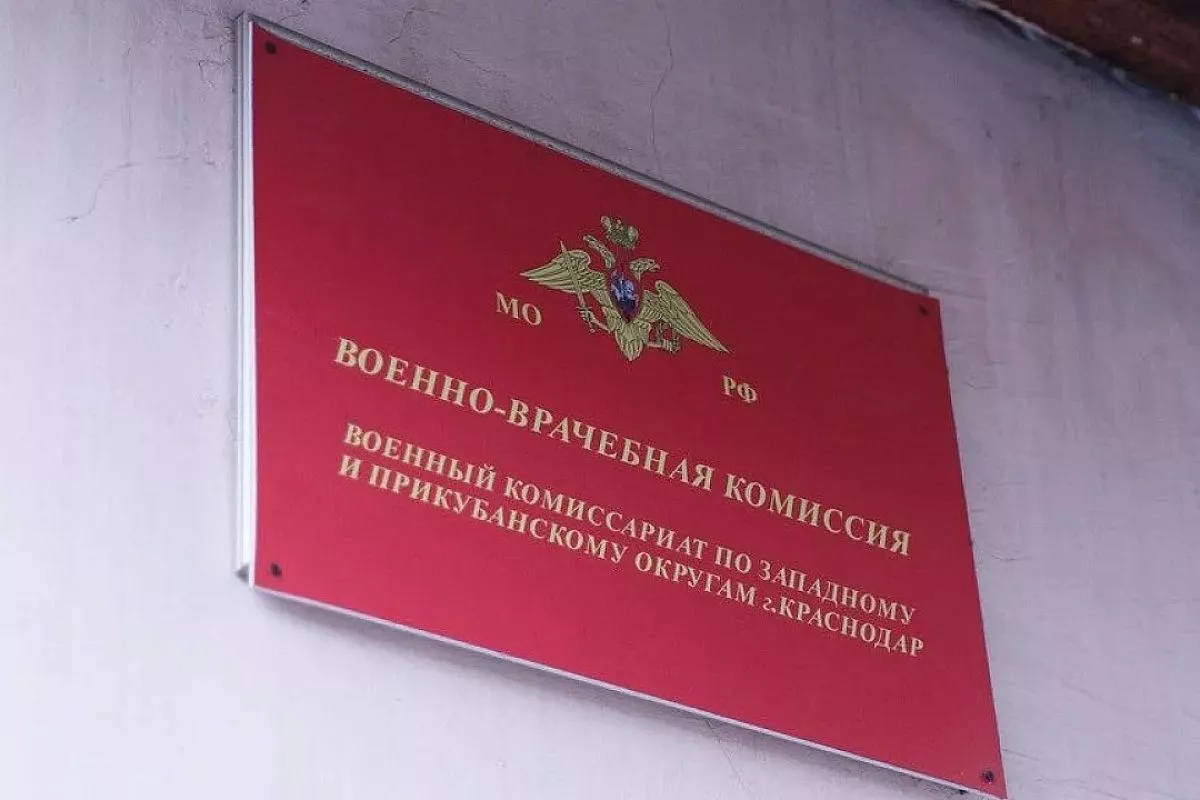 МО РФ
ВОЕННО-ВРАЧЕБНАЯ КОМИССИЯ
ВОЕННЫЙ КОМИССАРИАТ ПО ЗАПАДНОМУ
И ПРИКУБАНСКОМУ ОКРУГАМ г.КРАСНОДАР